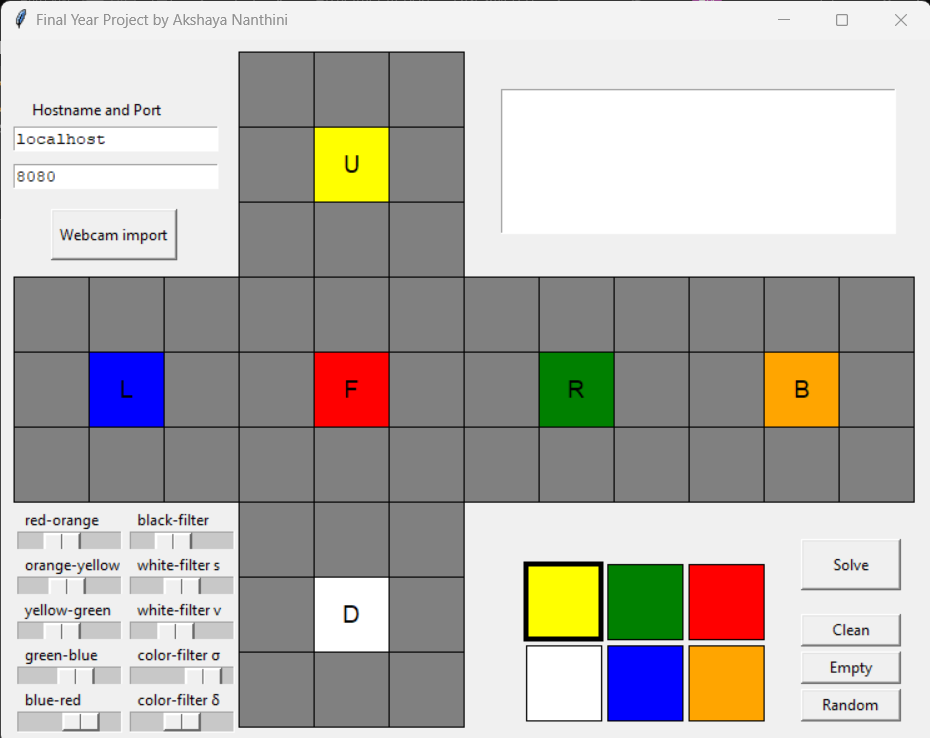 Final Year Project by Akshaya Nanthini
Hostname and Port
localhost
8080
Webcam import
U
L
F
R
B
D
red-orange
black-filter
orange-yellow
white-filter s
yellow-green
white-filter v
green-blue
color-filter σ
blue-red
color-filter δ
Solve
Clean
Empty
Random